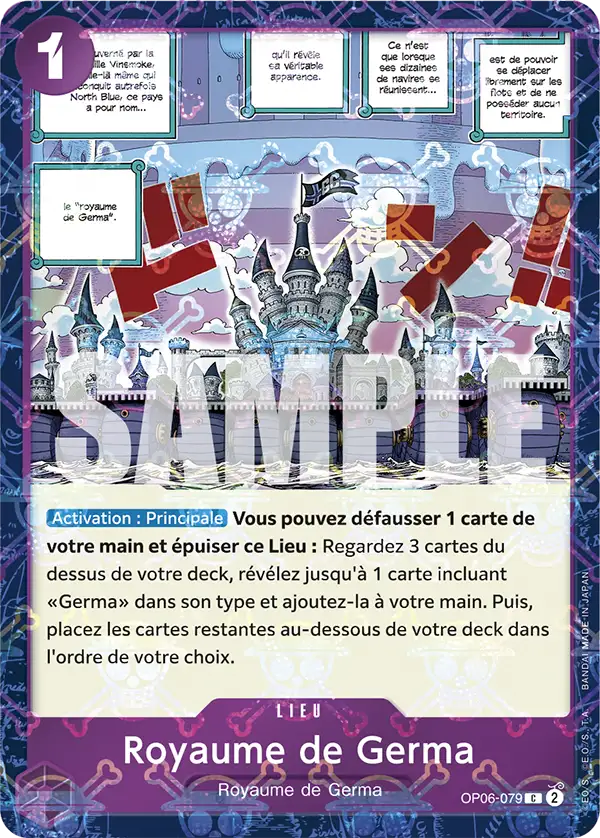 1
uverné par la
ille Vinsmoke,
le-là même qui
onquit autrefois
North Blue, ce pays
a pour nom...
qu'il révèle
sa véritable
apparence.
Ce n'est
que lorsque
ses dizaines
de navires se
réunissent...
est de pouvoir
se déplacer
librement sur les
flots et de ne
posséder aucun
territoire.
le "royaume
de Germa".
SAMPLE
Activation : Principale Vous pouvez défausser 1 carte de
votre main et épuiser ce Lieu : Regardez 3 cartes du
dessus de votre deck, révélez jusqu'à 1 carte incluant
«Germa» dans son type et ajoutez-la à votre main. Puis,
placez les cartes restantes au-dessous de votre deck dans
l'ordre de votre choix.
LIEU
Royaume de Germa
Royaume de Germa
OP06-079 C 2
©E.O./S. ©E.O./S.,T.A. BANDAI MADE IN JAPAN